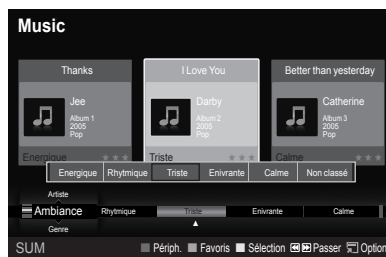 Music
Thanks
I Love You
Better than yesterday
Jee
Album 1
2005
Pop
Darby
Album 2
2005
Pop
Catherine
Album 3
2005
Pop
Energique
Triste
Calme
Energique Rhytmique Triste Enivrante Calme Non classé
Artiste
Ambiance Rhytmique Triste Enivrante Calme
Genre
SUM Périph. Favoris Sélection Passer Option